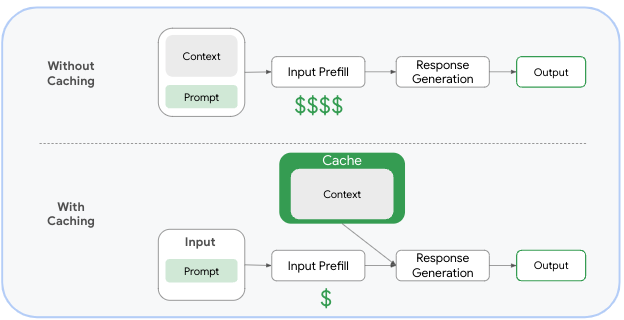 Without
Caching
Context
Prompt
Input Prefill
$$$$
Response
Generation
Output
With
Caching
Cache
Context
Input
Prompt
Input Prefill
$
Response
Generation
Output